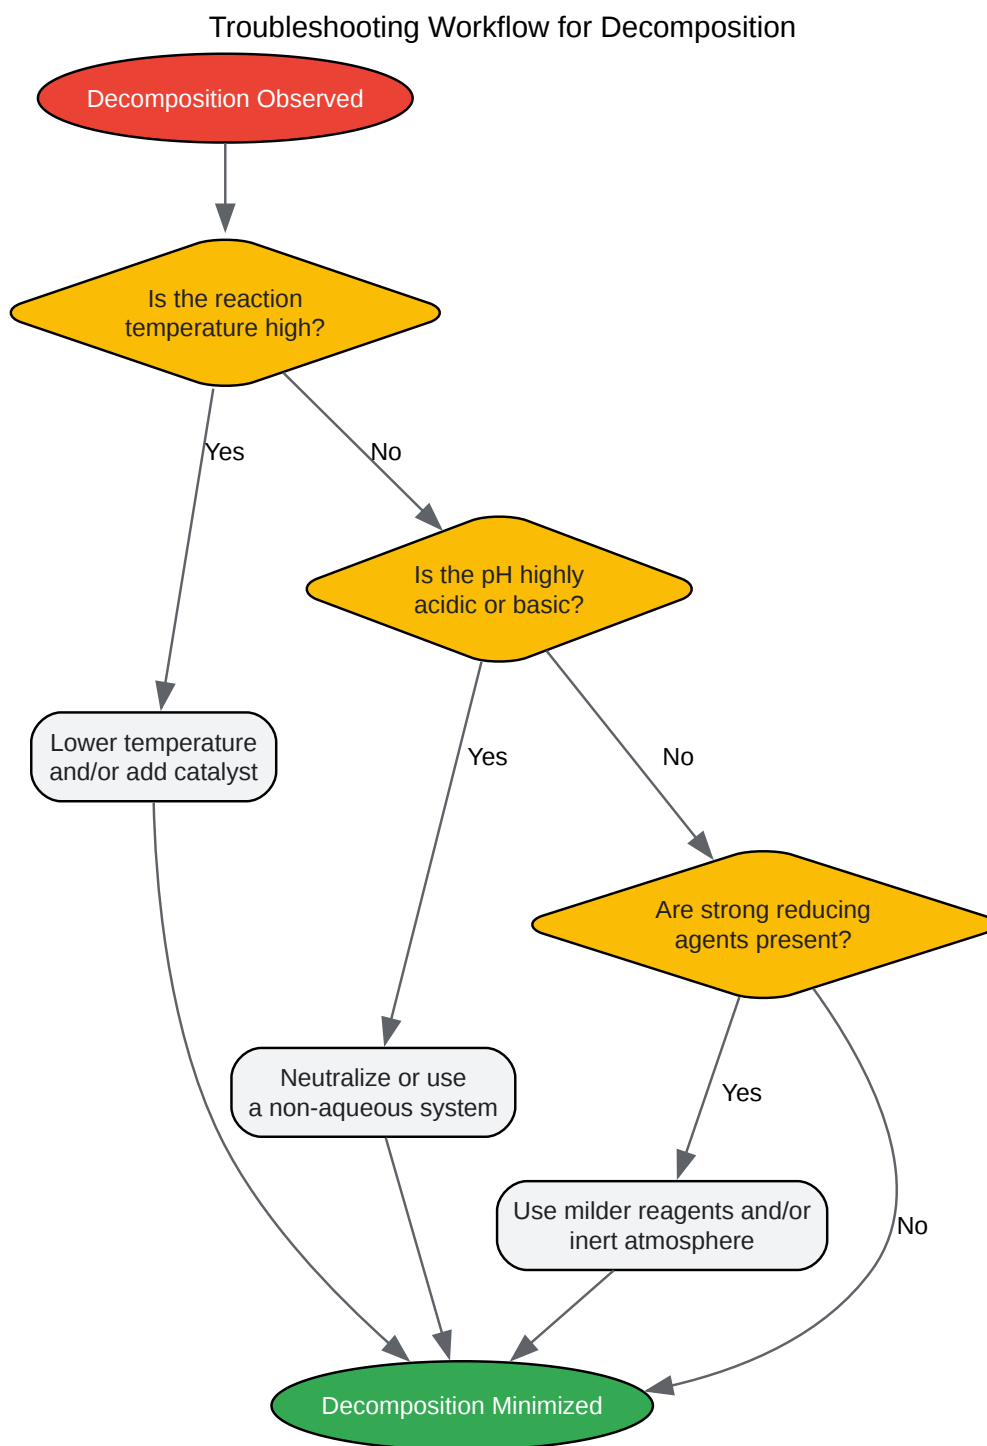 Troubleshooting Workflow for Decomposition
Decomposition Observed
Is the reaction
temperature high?
Yes
No
Is the pH highly
acidic or basic?
Lower temperature
and/or add catalyst
Yes
No
Are strong reducing
agents present?
Neutralize or use
a non-aqueous system
Yes
Use milder reagents and/or
inert atmosphere
No
Decomposition Minimized